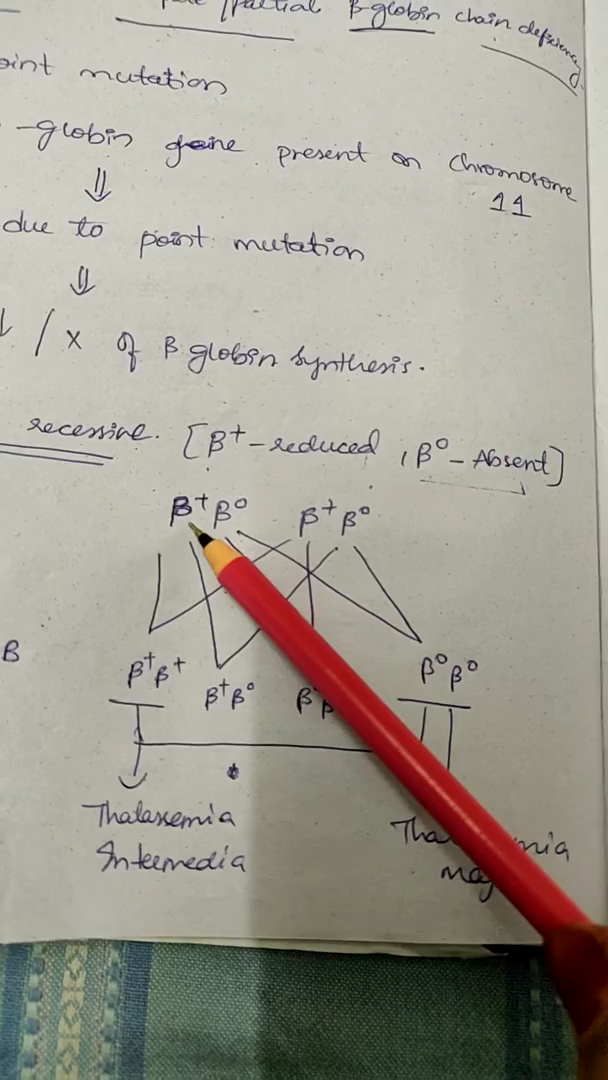 /partial β-globin chain deficiency
oint mutation
-globin gene present on chromosome
11
⇓
due to point mutation
⇓
↓ / x of β globin synthesis.
recessive. [β⁺-reduced, β⁰-Absent]
β⁺β⁰ β⁺β⁰
B
β⁺β⁺ β⁺β⁰ β⁰β⁰
Thalassemia
Intermedia